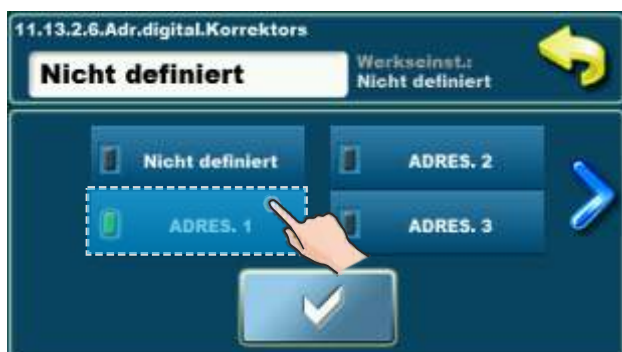 11.13.2.6.Adr.digital.Korrektors
Nicht definiert
Werkseinst.:
Nicht definiert
Nicht definiert
ADRES. 2
ADRES. 1
ADRES. 3